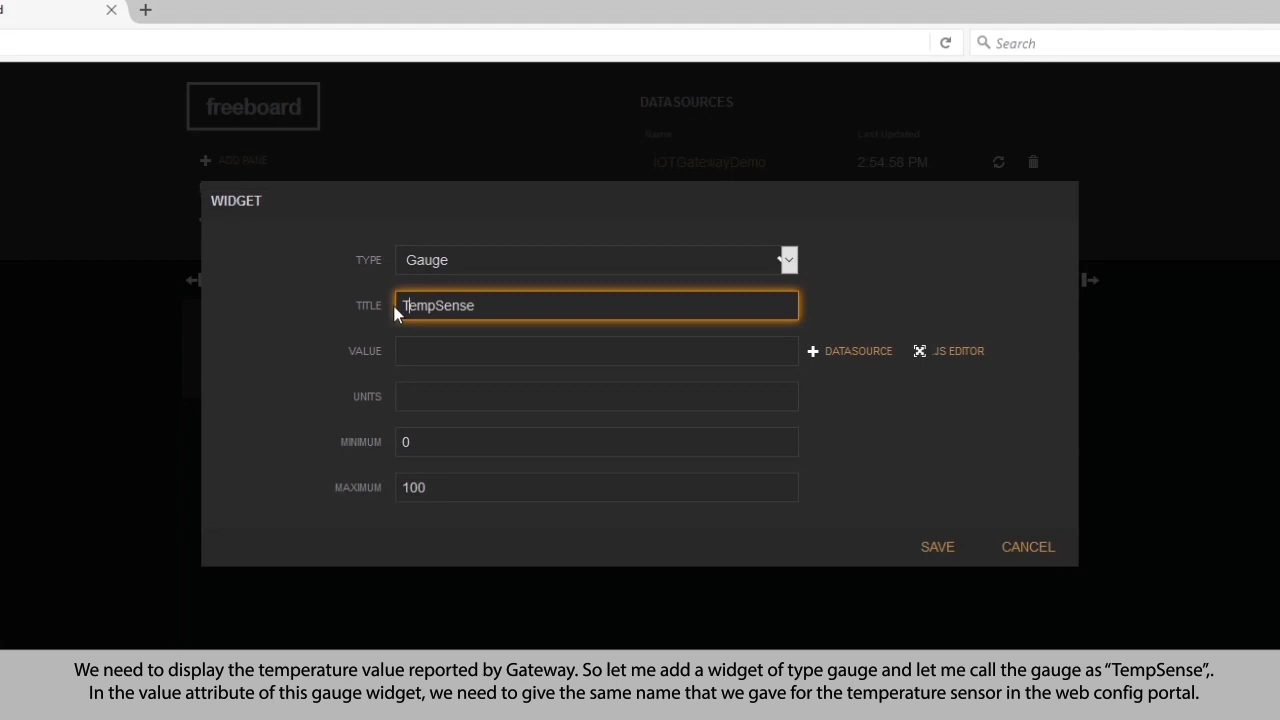 d
Search
freeboard
DATASOURCES
Name Last Updated
ADD PANE
IOTGatewayDemo 2:54:58 PM
WIDGET
TYPE Gauge
TITLE TempSense
VALUE DATASOURCE .JS EDITOR
UNITS
MINIMUM 0
MAXIMUM 100
SAVE CANCEL
We need to display the temperature value reported by Gateway. So let me add a widget of type gauge and let me call the gauge as “TempSense”,.
In the value attribute of this gauge widget, we need to give the same name that we gave for the temperature sensor in the web config portal.